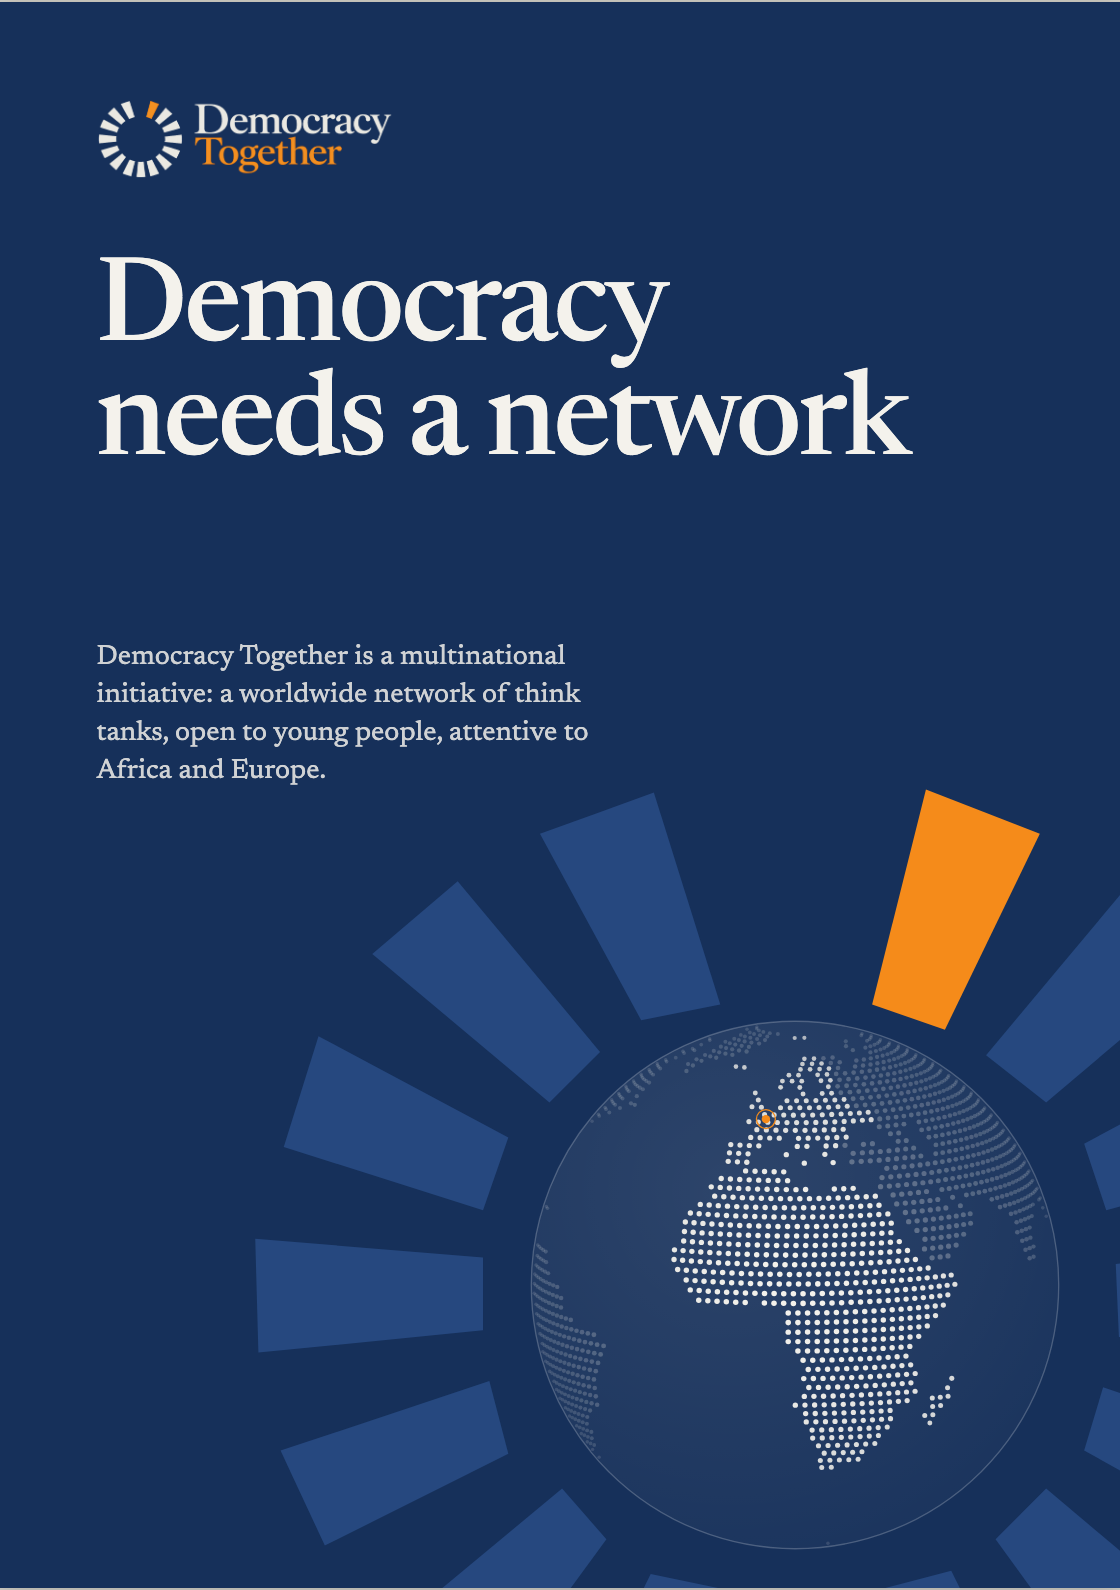 Democracy
Together
Democracy
needs a network
Democracy Together is a multinational
initiative: a worldwide network of think
tanks, open to young people, attentive to
Africa and Europe.